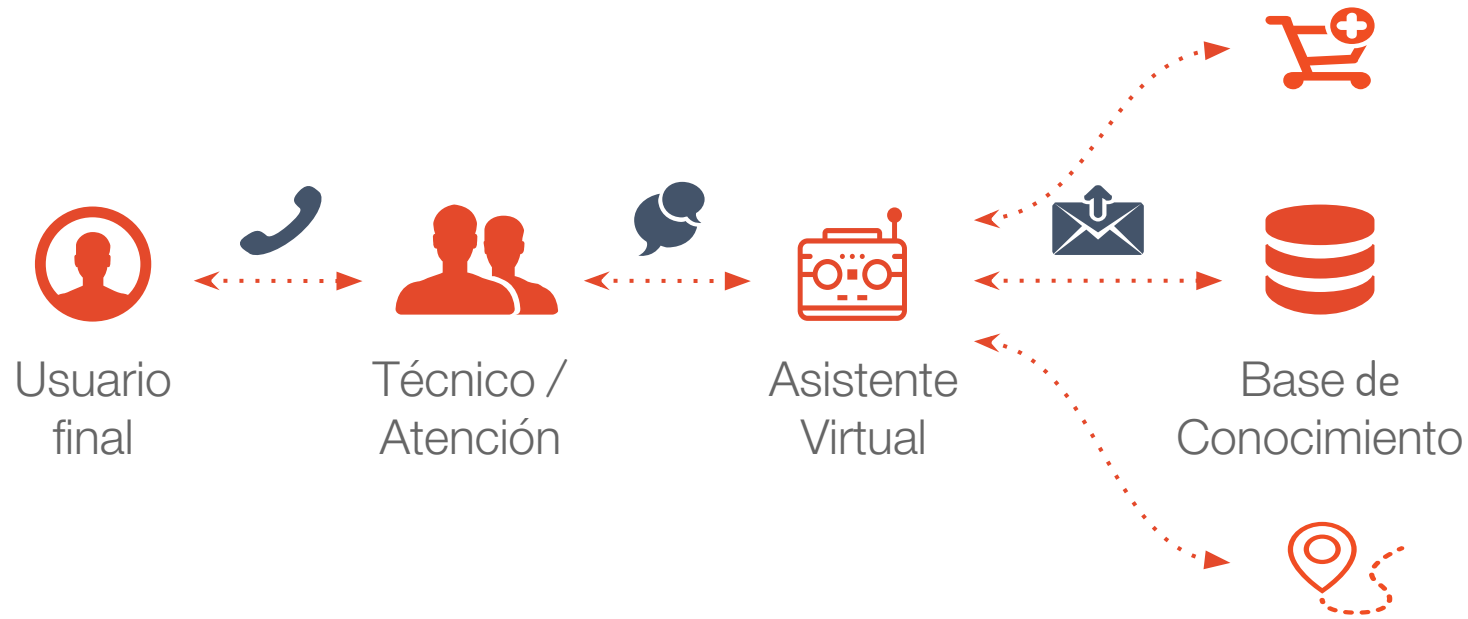 Usuario
final
Técnico /
Atención
Asistente
Virtual
Base de
Conocimiento